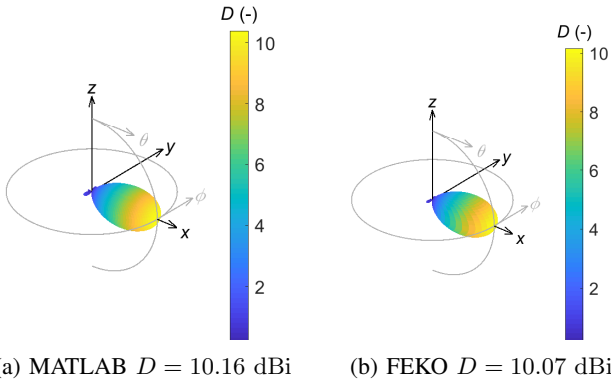 D (-)
10
8
6
4
2
z
θ
y
ϕ
x
D (-)
10
8
6
4
2
z
θ
y
ϕ
x
(a) MATLAB D = 10.16 dBi
(b) FEKO D = 10.07 dBi